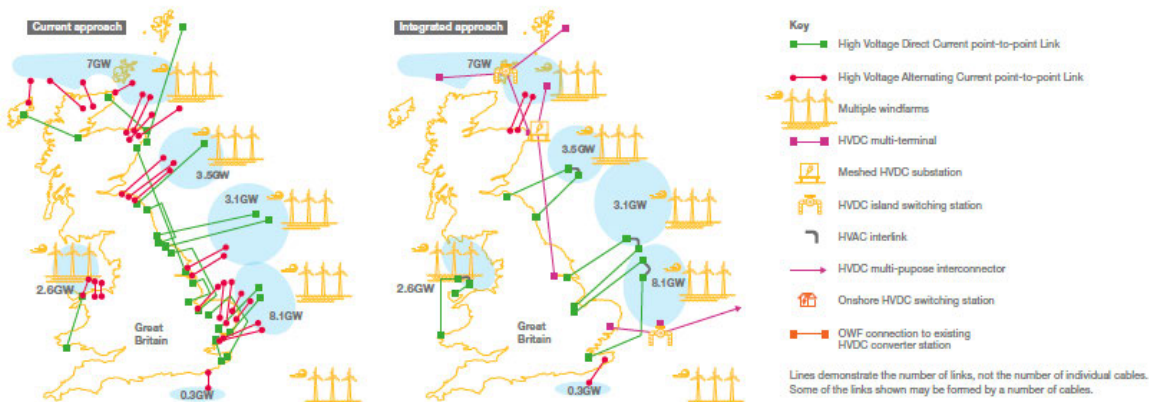 Current approach
7GW
3.5GW
3.1GW
2.6GW
8.1GW
Great
Britain
0.3GW
Integrated approach
7GW
3.5GW
3.1GW
2.6GW
8.1GW
Great
Britain
0.3GW
Key
High Voltage Direct Current point-to-point Link
High Voltage Alternating Current point-to-point Link
Multiple windfarms
HVDC multi-terminal
Meshed HVDC substation
HVDC island switching station
HVAC interlink
HVDC multi-pupose interconnector
Onshore HVDC switching station
OWF connection to existing
HVDC converter station
Lines demonstrate the number of links, not the number of individual cables.
Some of the links shown may be formed by a number of cables.